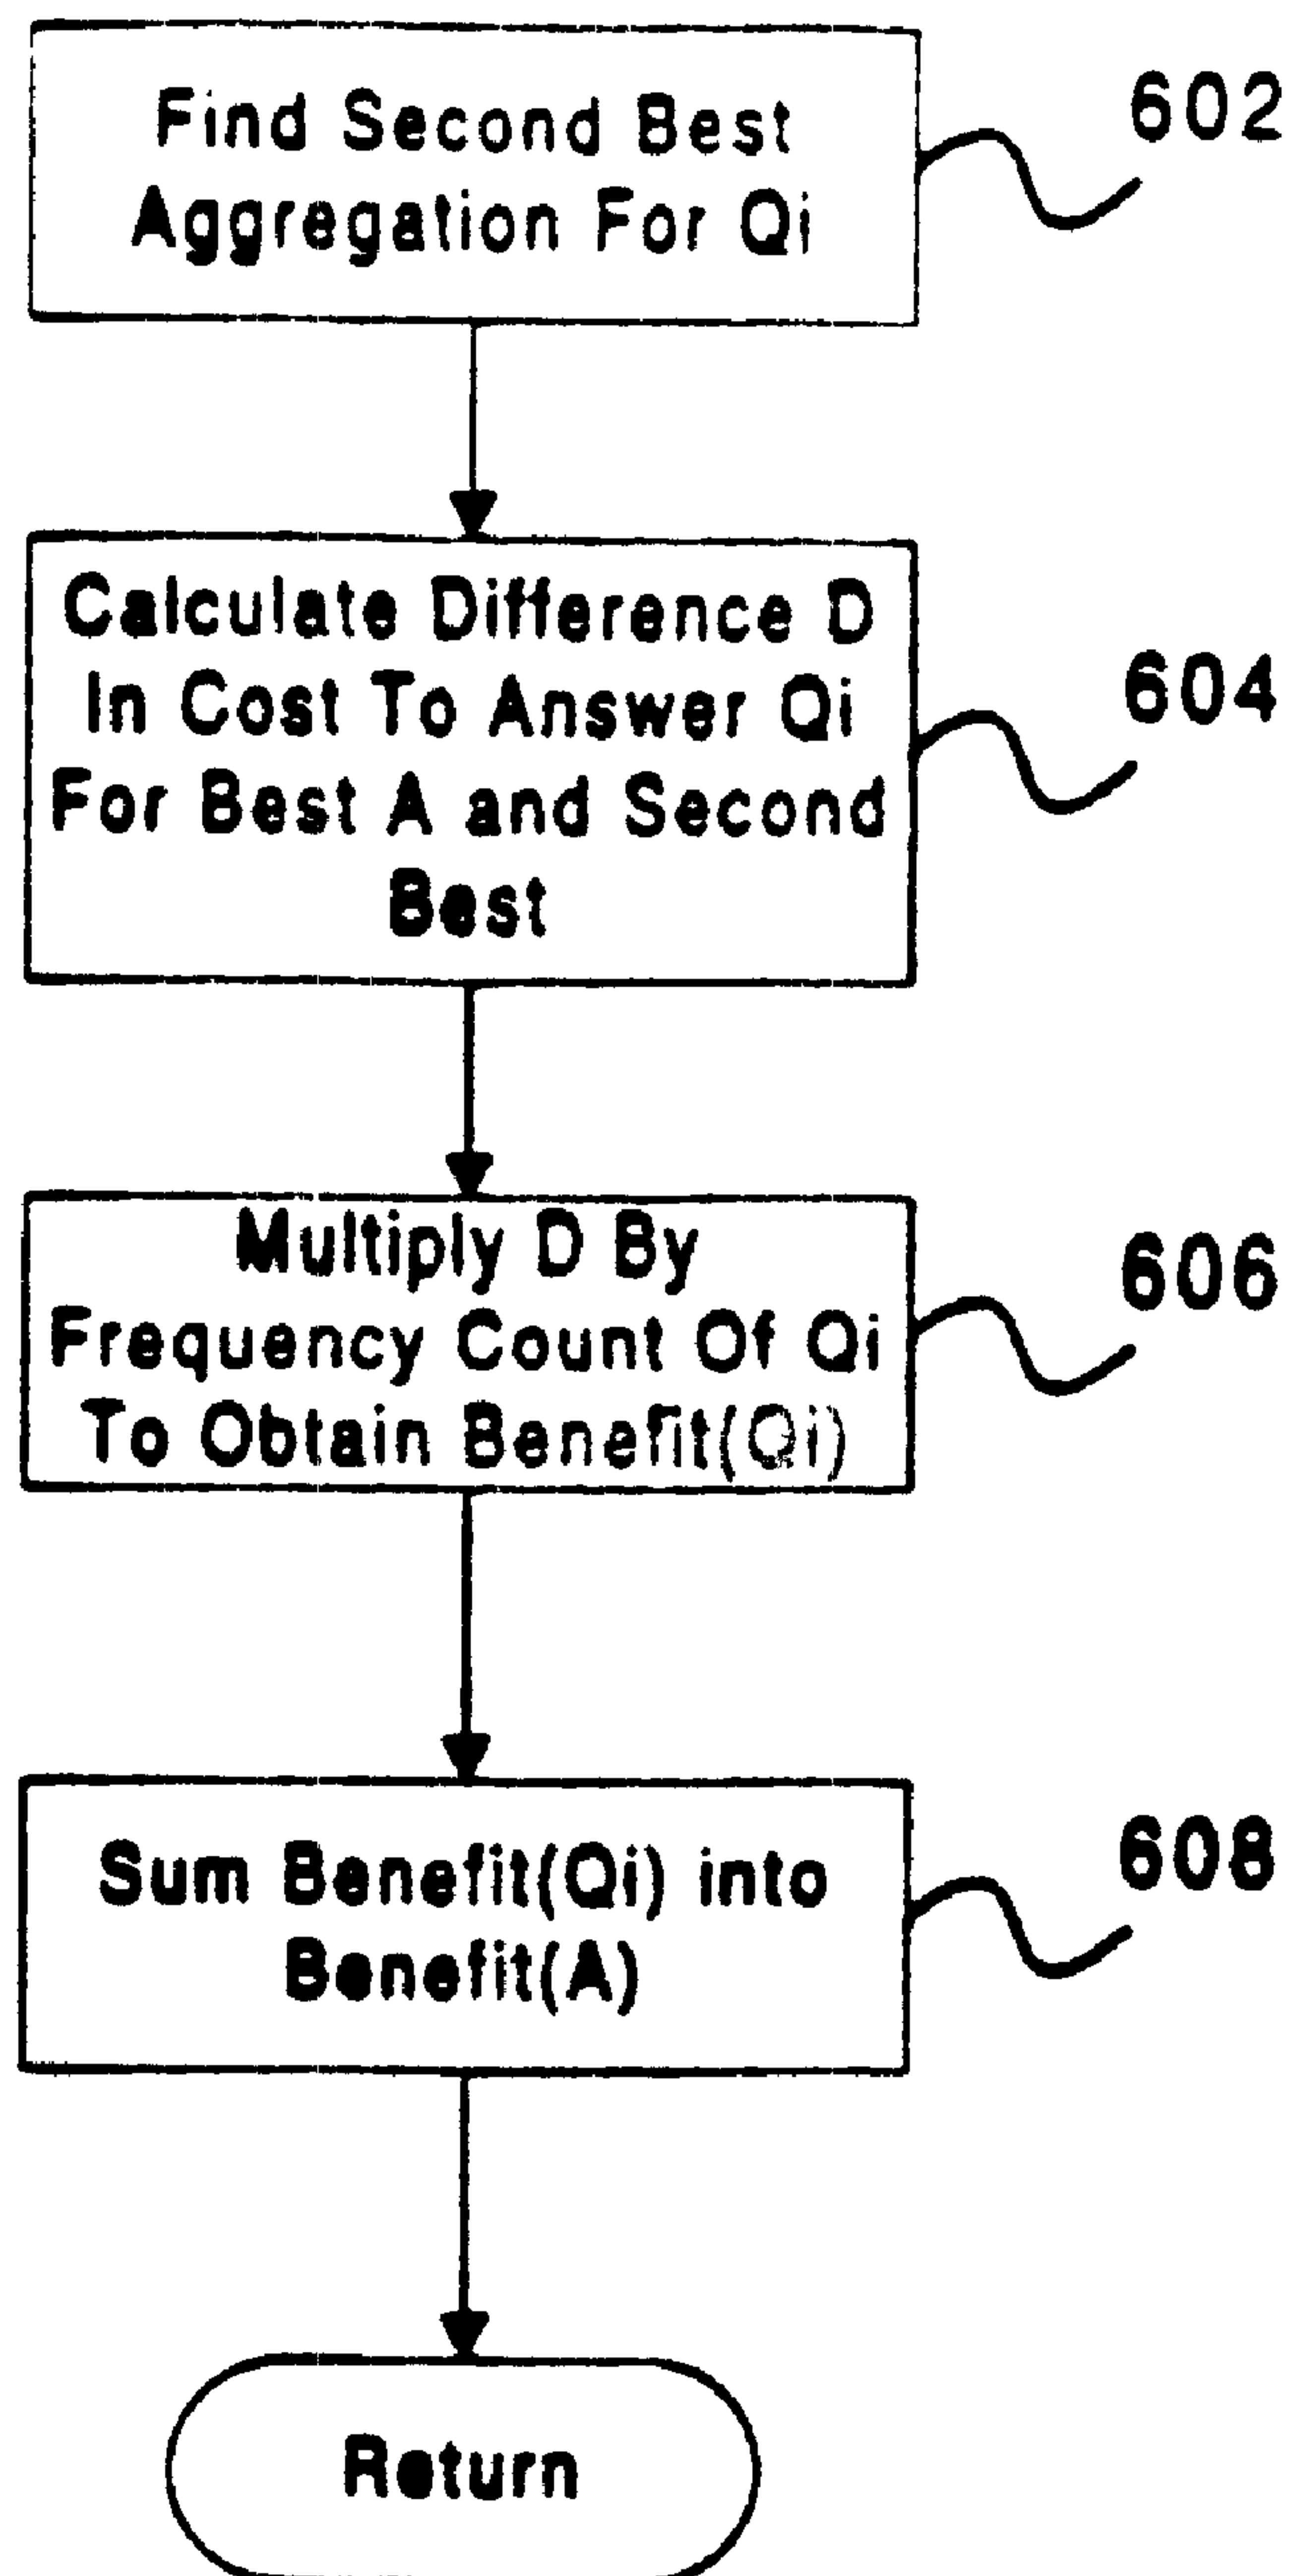 Find Second Best
Aggregation For Qi
602
Calculate Difference D
In Cost To Answer Qi
For Best A and Second
Best
604
Multiply D By
Frequency Count Of Qi
To Obtain Benefit(Qi)
606
Sum Benefit(Qi) into
Benefit(A)
608
Return